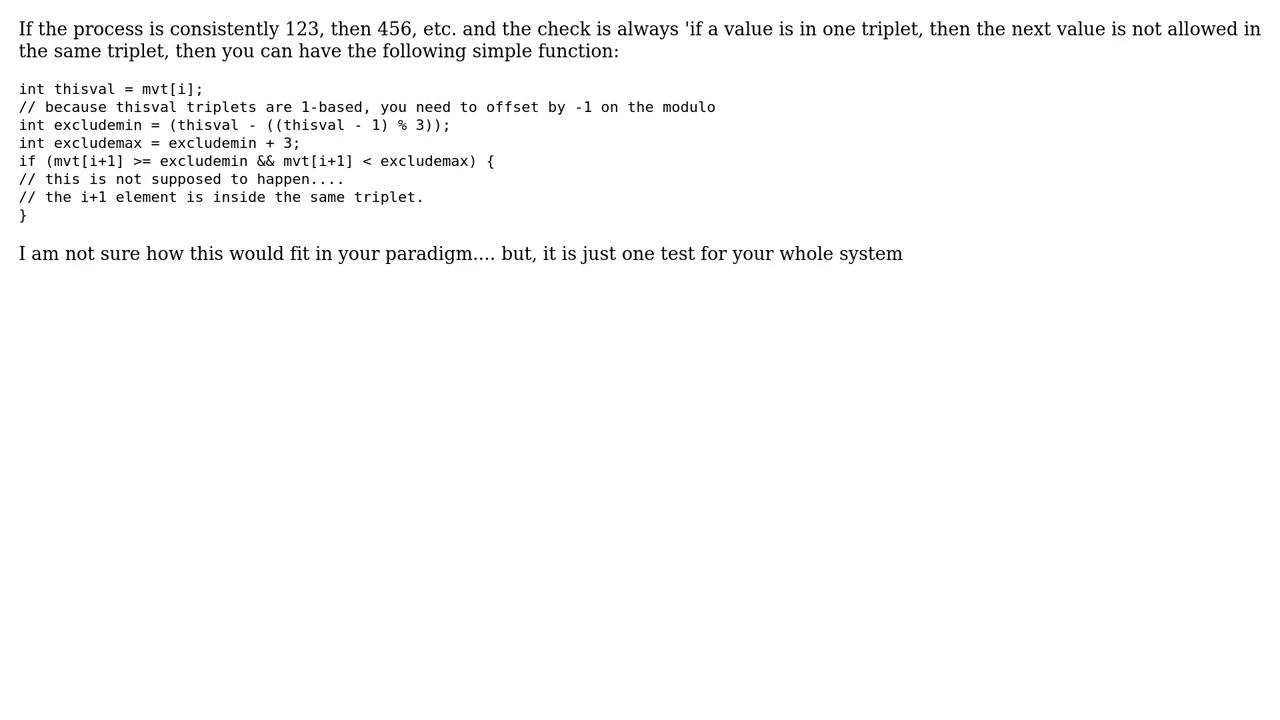 If the process is consistently 123, then 456, etc. and the check is always 'if a value is in one triplet, then the next value is not allowed in
the same triplet, then you can have the following simple function:
int thisval = mvt[i];
// because thisval triplets are 1-based, you need to offset by -1 on the modulo
int excludemin = (thisval - ((thisval - 1) % 3));
int excludemax = excludemin + 3;
if (mvt[i+1] >= excludemin && mvt[i+1] < excludemax) {
// this is not supposed to happen....
// the i+1 element is inside the same triplet.
}
I am not sure how this would fit in your paradigm.... but, it is just one test for your whole system